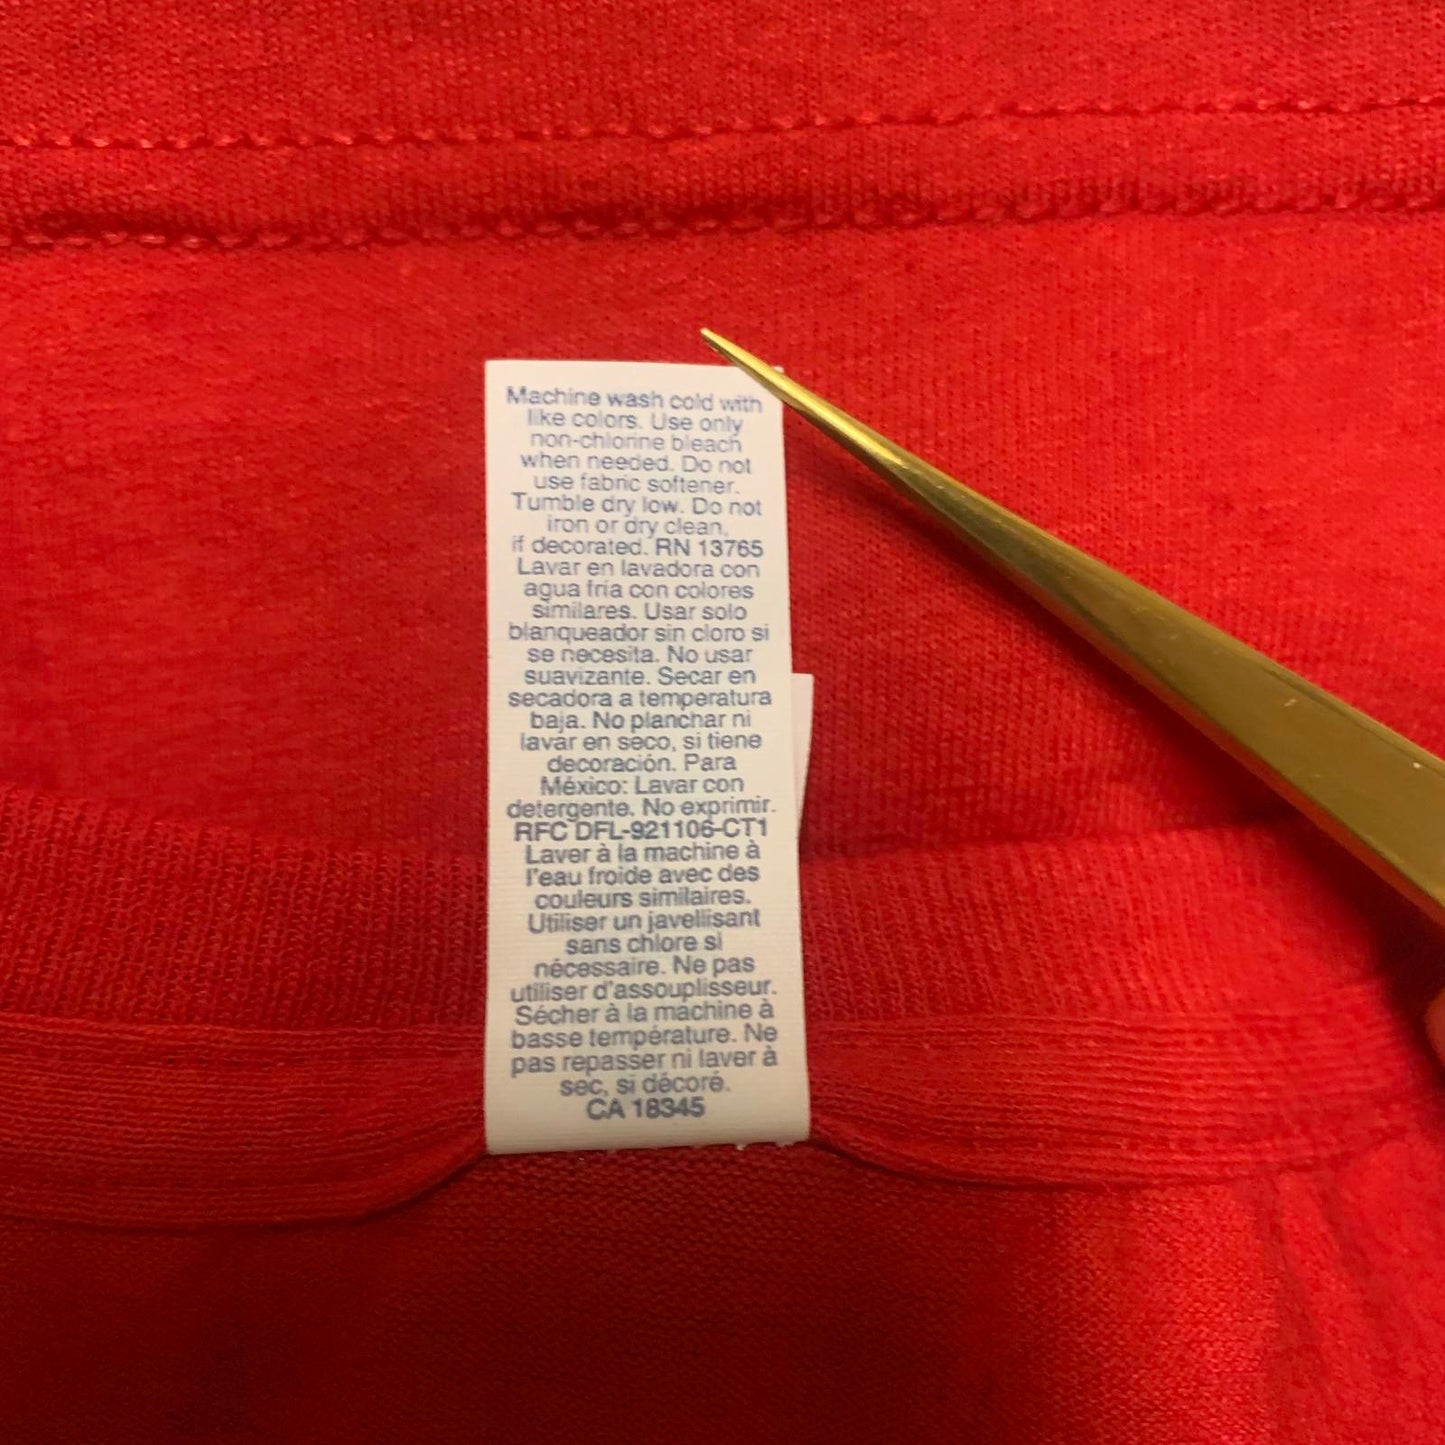 Machine wash cold with
like colors. Use only
non-chlorine bleach
when needed. Do not
use fabric softener.
Tumble dry low. Do not
iron or dry clean,
if decorated. RN 13765
Lavar en lavadora con
agua fría con colores
similares. Usar solo
blanqueador sin cloro si
se necesita. No usar
suavizante. Secar en
secadora a temperatura
baja. No planchar ni
lavar en seco, si tiene
decoración. Para
México: Lavar con
detergente. No exprimir.
RFC DFL-921106-CT1
Laver à la machine à
l'eau froide avec des
couleurs similaires.
Utiliser un javellisant
sans chlore si
nécessaire. Ne pas
utiliser d'assouplisseur.
Sécher à la machine à
basse température. Ne
pas repasser ni laver à
sec, si décoré.
CA 18345